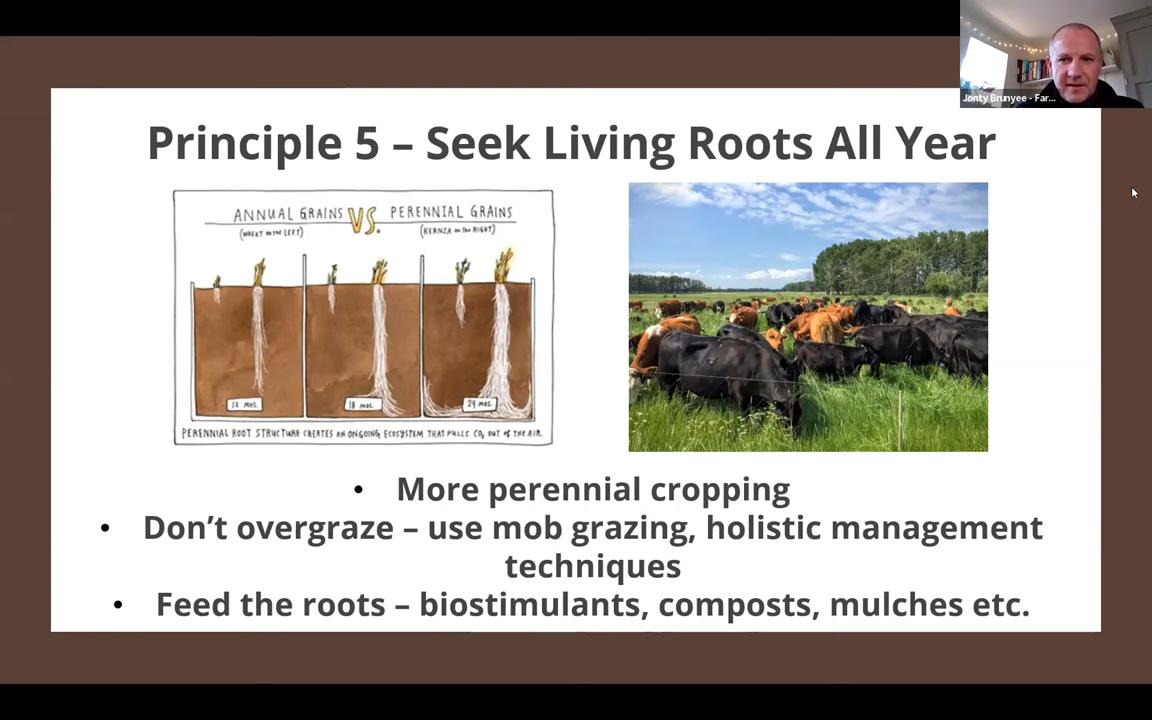 Jonty Brunyee - Far...
Principle 5 – Seek Living Roots All Year
ANNUAL GRAINS VS. PERENNIAL GRAINS
(WHEAT ON THE LEFT) (KERNZA ON THE RIGHT)
12 MOS. 18 MOS. 24 MOS.
PERENNIAL ROOT STRUCTURE CREATES AN ONGOING ECOSYSTEM THAT PULLS CO2 OUT OF THE AIR.
• More perennial cropping
• Don’t overgraze – use mob grazing, holistic management
techniques
• Feed the roots – biostimulants, composts, mulches etc.